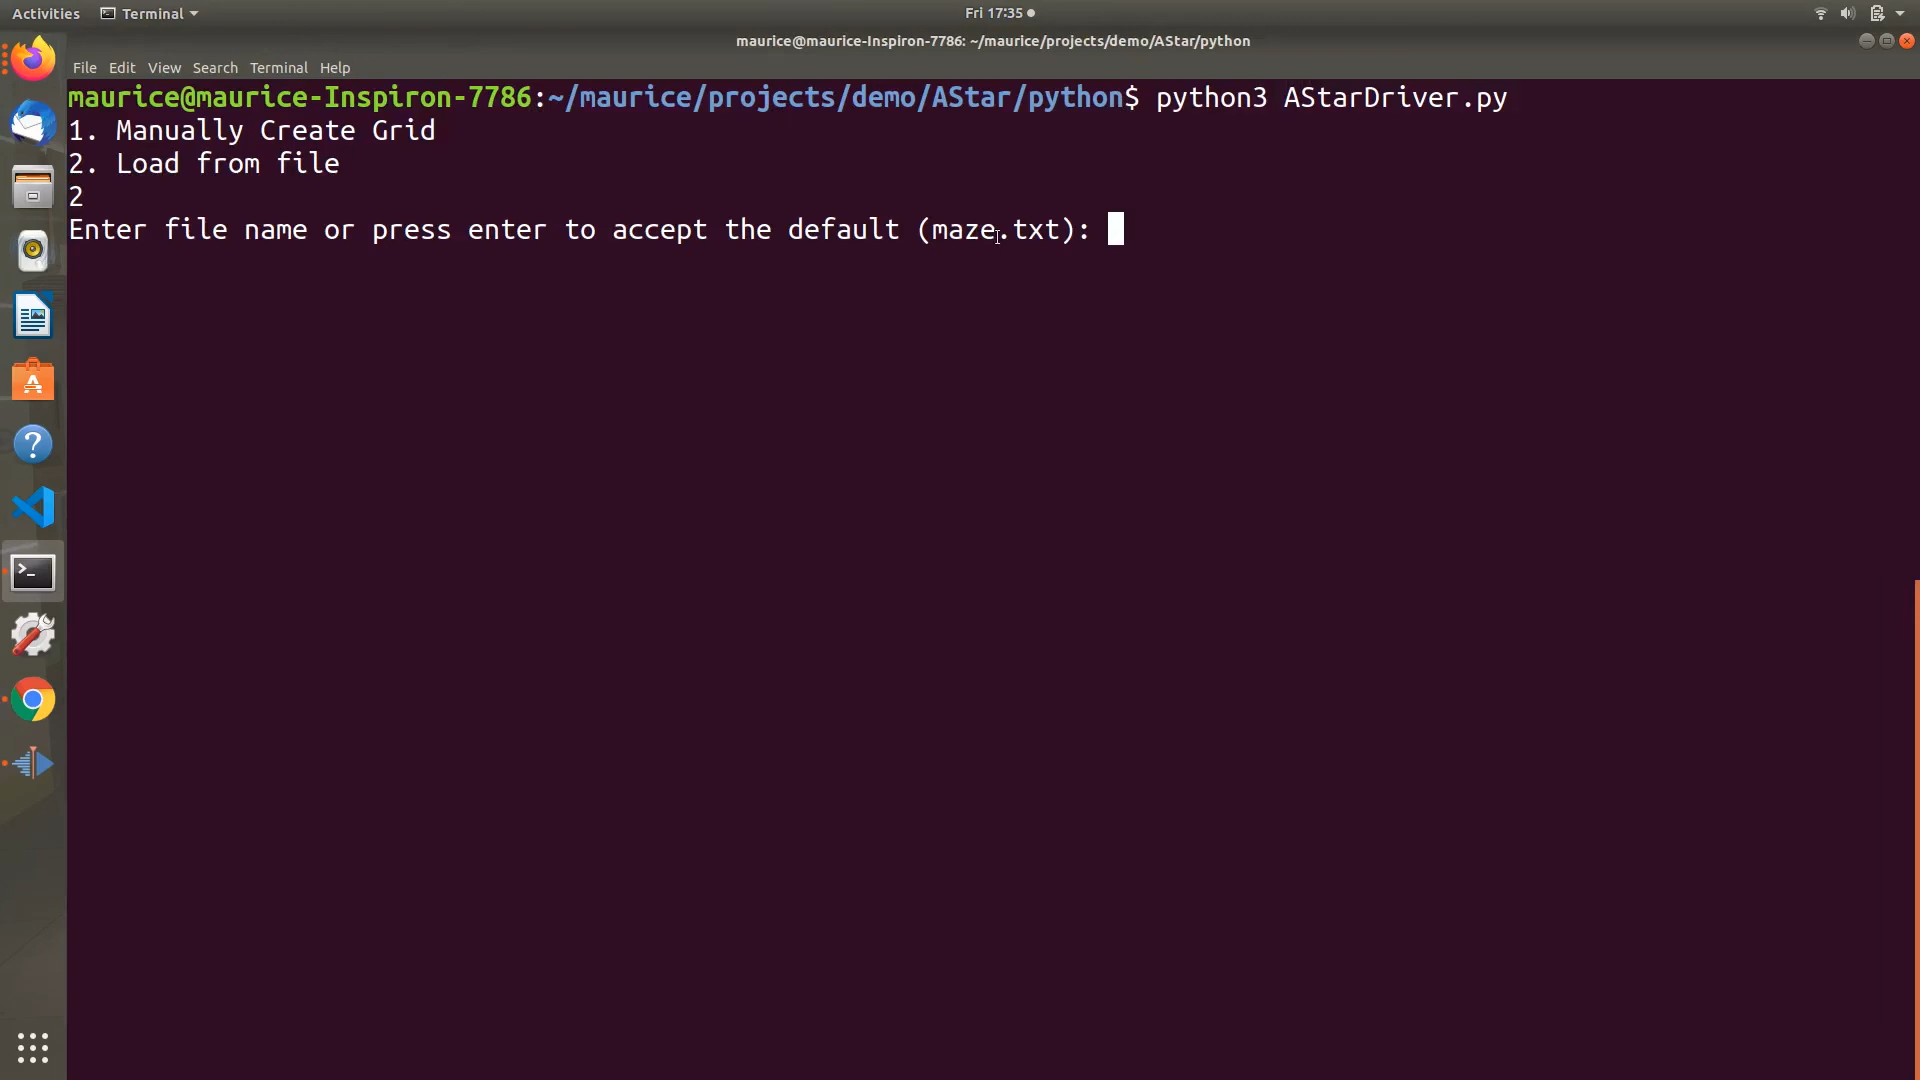 Activities Terminal Fri 17:35
maurice@maurice-Inspiron-7786: ~/maurice/projects/demo/AStar/python
File Edit View Search Terminal Help
maurice@maurice-Inspiron-7786:~/maurice/projects/demo/AStar/python$ python3 AStarDriver.py
1. Manually Create Grid
2. Load from file
2
Enter file name or press enter to accept the default (maze.txt):